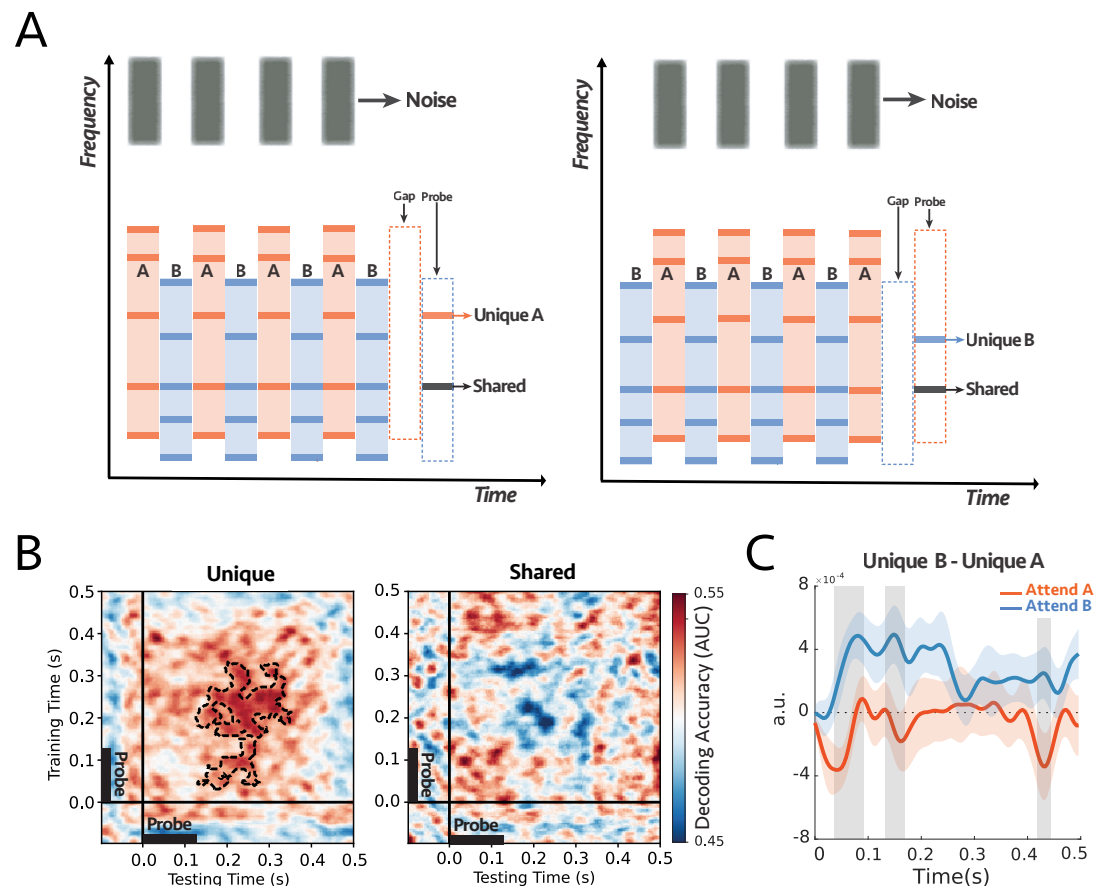 A
Frequency
Noise
Gap Probe
A B A B A B A B
Unique A
Shared
Time
Frequency
Noise
Gap Probe
B A B A B A B A
Unique B
Shared
Time
B
Unique
Training Time (s)
0.5
0.4
0.3
0.2
0.1
0.0
Probe
Probe
0.0 0.1 0.2 0.3 0.4 0.5
Testing Time (s)
Shared
0.5
0.4
0.3
0.2
0.1
0.0
Probe
Probe
0.0 0.1 0.2 0.3 0.4 0.5
Testing Time (s)
0.55
Decoding Accuracy (AUC)
0.45
C
Unique B - Unique A
×10⁻⁴
Attend A
Attend B
a.u.
8
4
0
-4
-8
0 0.1 0.2 0.3 0.4 0.5
Time(s)